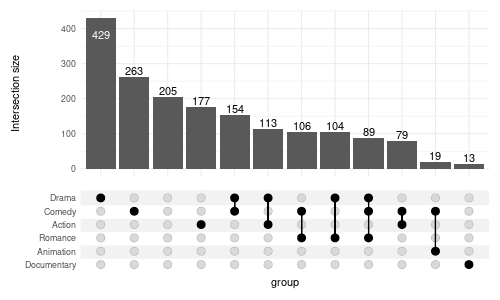 Intersection size
400
300
200
100
0
429
263
205
177
154
113
106
104
89
79
19
13
Drama
Comedy
Action
Romance
Animation
Documentary
group